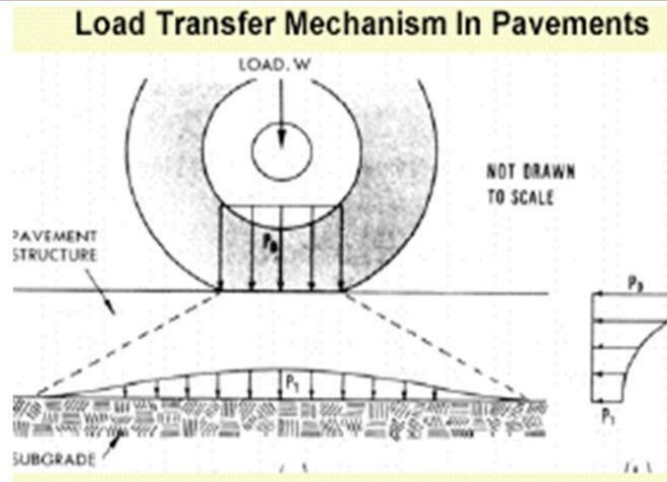 Load Transfer Mechanism In Pavements
LOAD, W
NOT DRAWN
TO SCALE
PAVEMENT
STRUCTURE
P₀
P₀
P₁
P₁
SUBGRADE